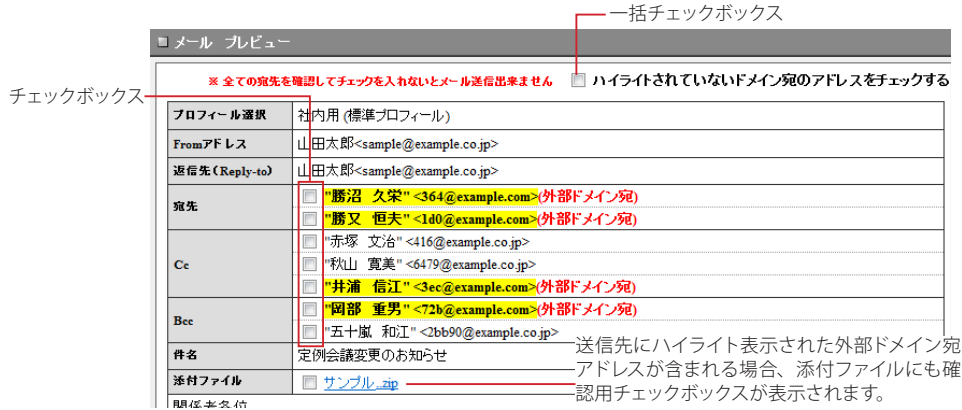 一括チェックボックス
メール プレビュー
※ 全ての宛先を確認してチェックを入れないとメール送信出来ません ハイライトされていないドメイン宛のアドレスをチェックする
チェックボックス
プロフィール選択 社内用 (標準プロフィール)
Fromアドレス 山田太郎<sample@example.co.jp>
返信先(Reply-to) 山田太郎<sample@example.co.jp>
宛先 "勝沼 久栄" <364@example.com>(外部ドメイン宛)
"勝又 恒夫" <1d0@example.com>(外部ドメイン宛)
Cc "赤塚 文治" <416@example.co.jp>
"秋山 寛美" <6479@example.co.jp>
"井浦 信江" <3ec@example.com>(外部ドメイン宛)
Bcc "岡部 重男" <72b@example.com>(外部ドメイン宛)
"五十嵐 和江" <2bb90@example.co.jp>
件名 定例会議変更のお知らせ
添付ファイル サンプル_.zip
送信先にハイライト表示された外部ドメイン宛
アドレスが含まれる場合、添付ファイルにも確
認用チェックボックスが表示されます。
関係者各位